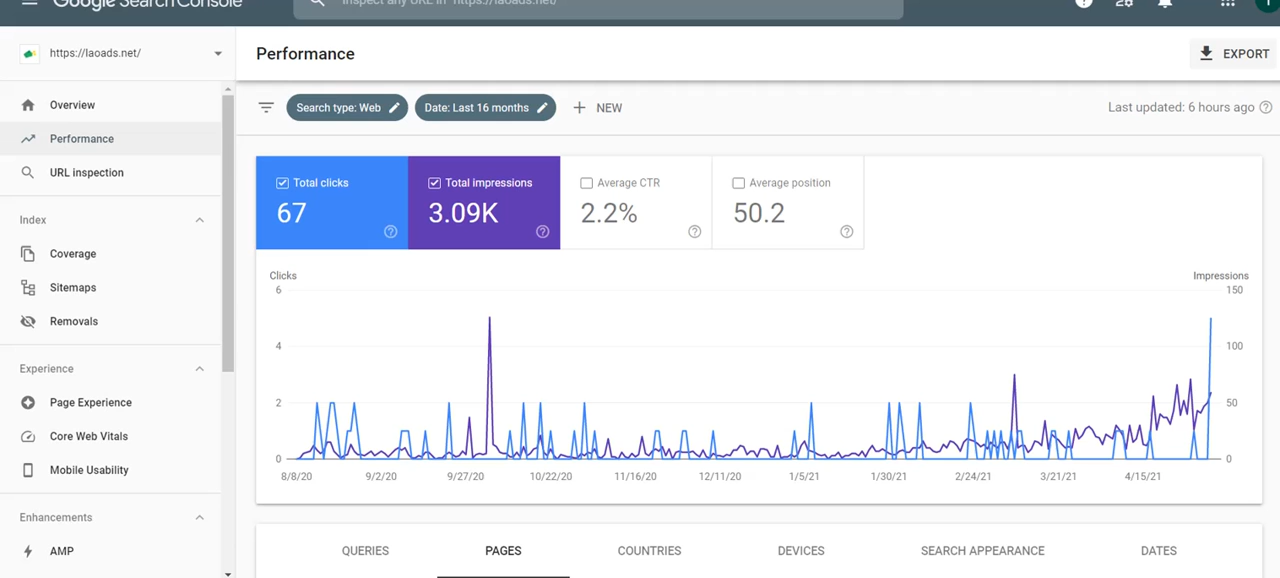 Google Search Console
Inspect any URL in "https://laoads.net/"
https://laoads.net/
Performance
EXPORT
Overview
Performance
URL inspection
Index
Coverage
Sitemaps
Removals
Experience
Page Experience
Core Web Vitals
Mobile Usability
Enhancements
AMP
Search type: Web
Date: Last 16 months
NEW
Last updated: 6 hours ago
Total clicks
67
Total impressions
3.09K
Average CTR
2.2%
Average position
50.2
Clicks
Impressions
6
4
2
0
150
100
50
0
8/8/20 9/2/20 9/27/20 10/22/20 11/16/20 12/11/20 1/5/21 1/30/21 2/24/21 3/21/21 4/15/21
QUERIES PAGES COUNTRIES DEVICES SEARCH APPEARANCE DATES